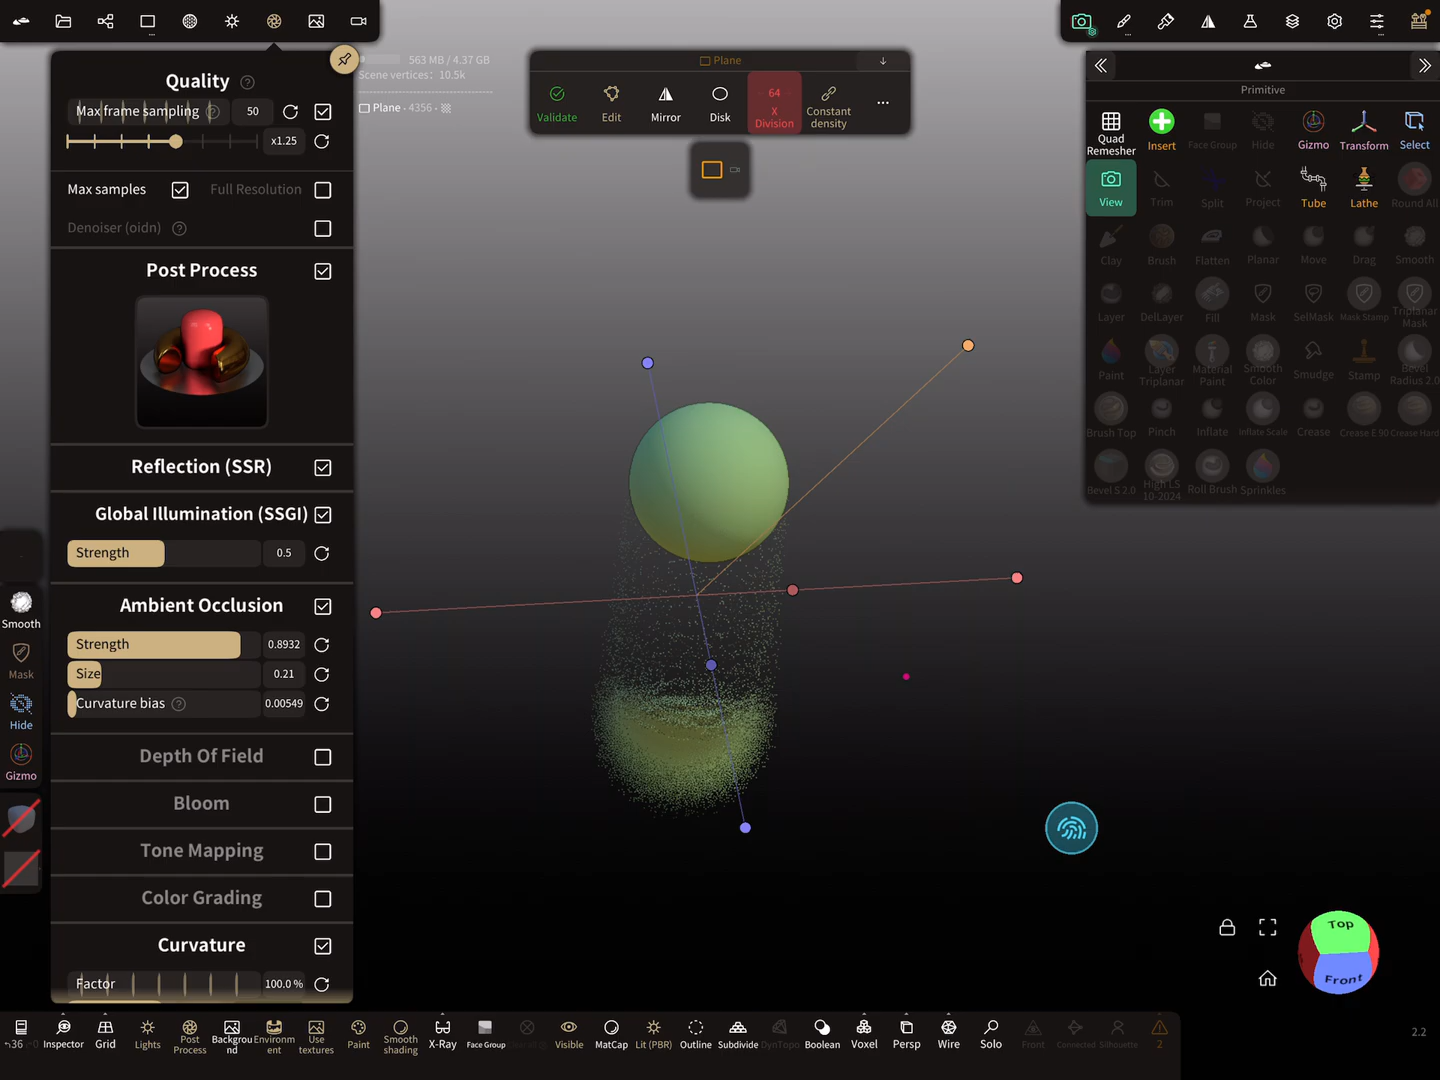 Quality
Max frame sampling
50
x1.25
Max samples
Full Resolution
Denoiser (oidn)
Post Process
Reflection (SSR)
Global Illumination (SSGI)
Strength
0.5
Ambient Occlusion
Strength
0.8932
Size
0.21
Curvature bias
0.00549
Depth Of Field
Bloom
Tone Mapping
Color Grading
Curvature
Factor
100.0 %
563 MB / 4.37 GB
Scene vertices: 10.5k
Plane - 4356 -
Plane
Validate
Edit
Mirror
Disk
64
X
Division
Constant
density
Primitive
Quad
Remesher
Insert
Face Group
Hide
Gizmo
Transform
Select
View
Trim
Split
Project
Tube
Lathe
Round All
Clay
Brush
Flatten
Planar
Move
Drag
Smooth
Layer
DelLayer
Fill
Mask
SelMask
Mask Stamp
Triplanar
Mask
Paint
Layer
Triplanar
Material
Paint
Smooth
Color
Smudge
Stamp
Bevel
Radius 2.0
Brush Top
Pinch
Inflate
Inflate Scale
Crease
Crease E 90
Crease Hard
Bevel S 2.0
High LS
10-2024
Roll Brush
Sprinkles
Smooth
Mask
Hide
Gizmo
Top
Front
2.2
Inspector
Grid
Lights
Post
Process
Backgrou
nd
Environm
ent
Use
textures
Paint
Smooth
shading
X-Ray
Face Group
Visible
MatCap
Lit (PBR)
Outline
Subdivide
DynTopo
Boolean
Voxel
Persp
Wire
Solo
Front
Connected
Silhouette
2